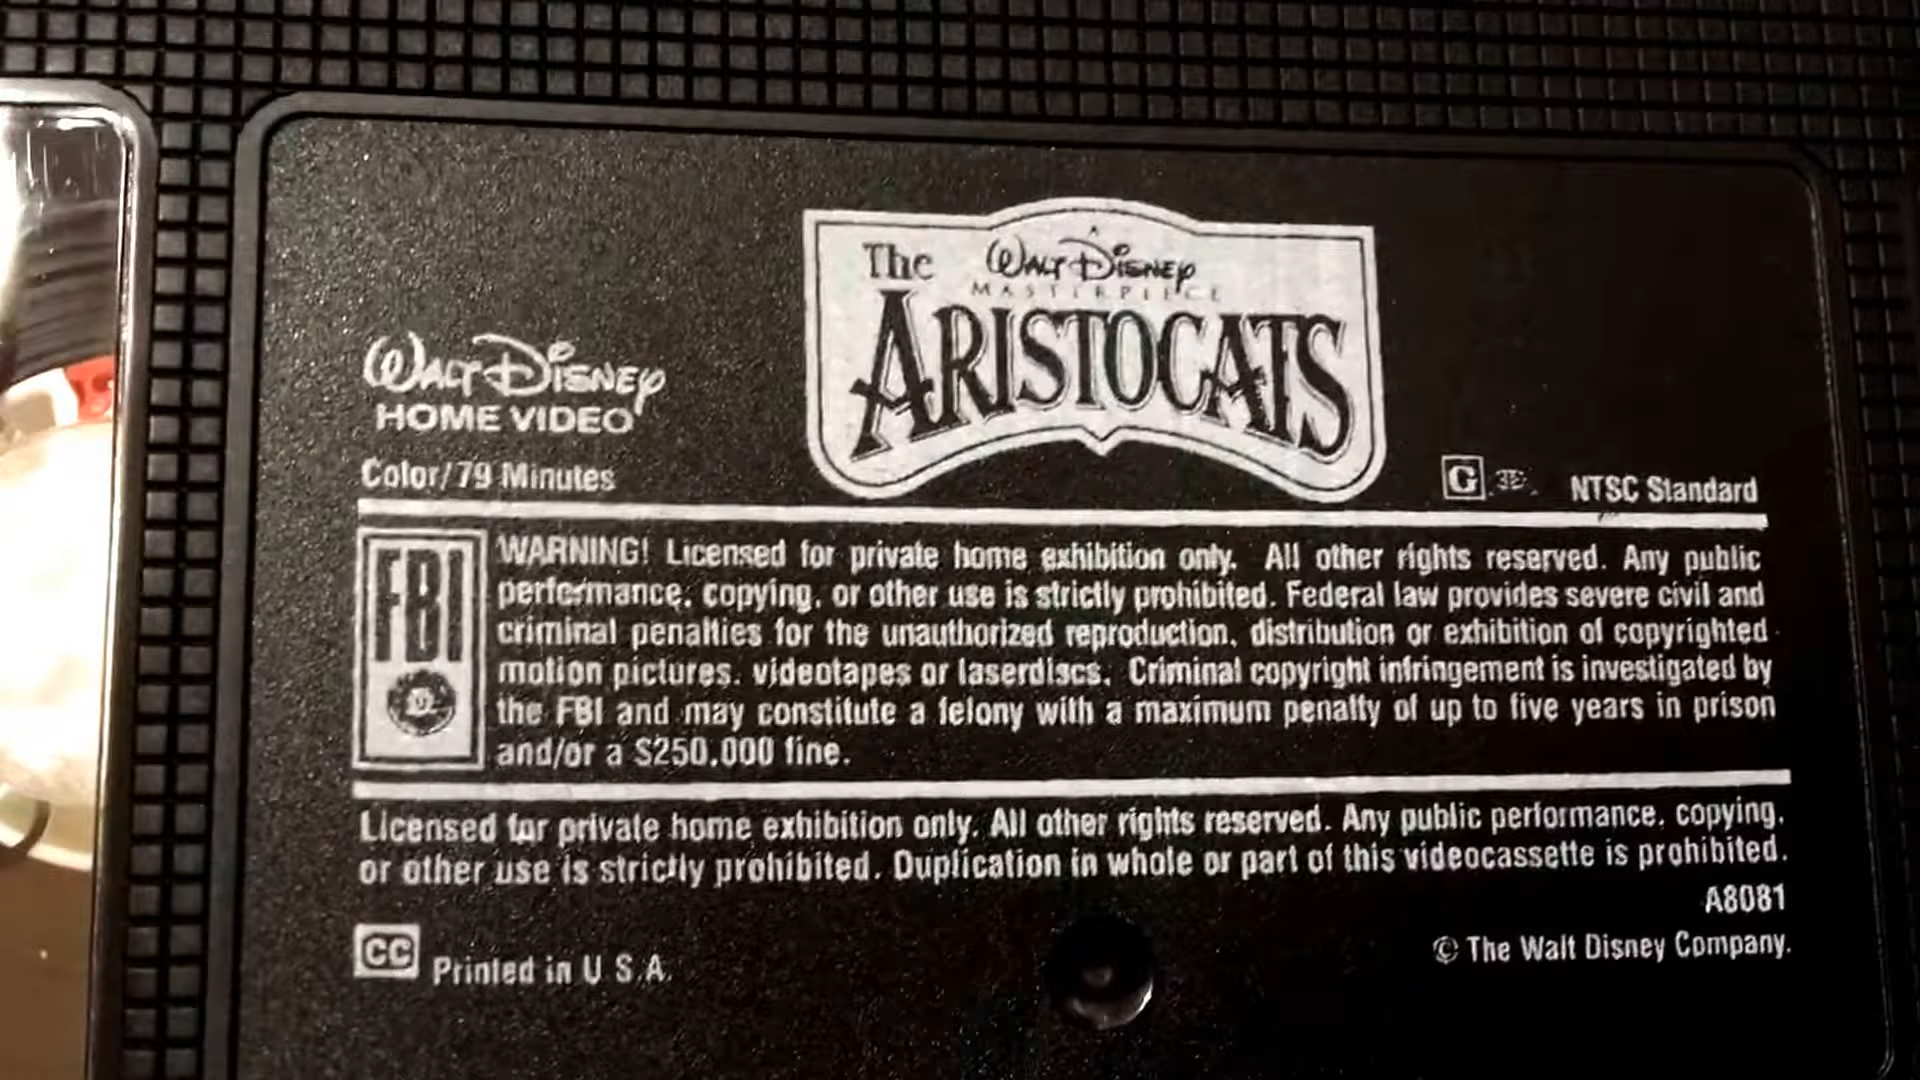 The A WALT DISNEY
MASTERPIECE
ARISTOCATS
WALT DISNEY
HOME VIDEO
Color/79 Minutes
G NTSC Standard
FBI
WARNING! Licensed for private home exhibition only. All other rights reserved. Any public
performance, copying, or other use is strictly prohibited. Federal law provides severe civil and
criminal penalties for the unauthorized reproduction, distribution or exhibition of copyrighted
motion pictures, videotapes or laserdiscs. Criminal copyright infringement is investigated by
the FBI and may constitute a felony with a maximum penalty of up to five years in prison
and/or a $250,000 fine.
Licensed for private home exhibition only. All other rights reserved. Any public performance, copying,
or other use is strictly prohibited. Duplication in whole or part of this videocassette is prohibited.
A8081
CC Printed in U.S.A.
© The Walt Disney Company.